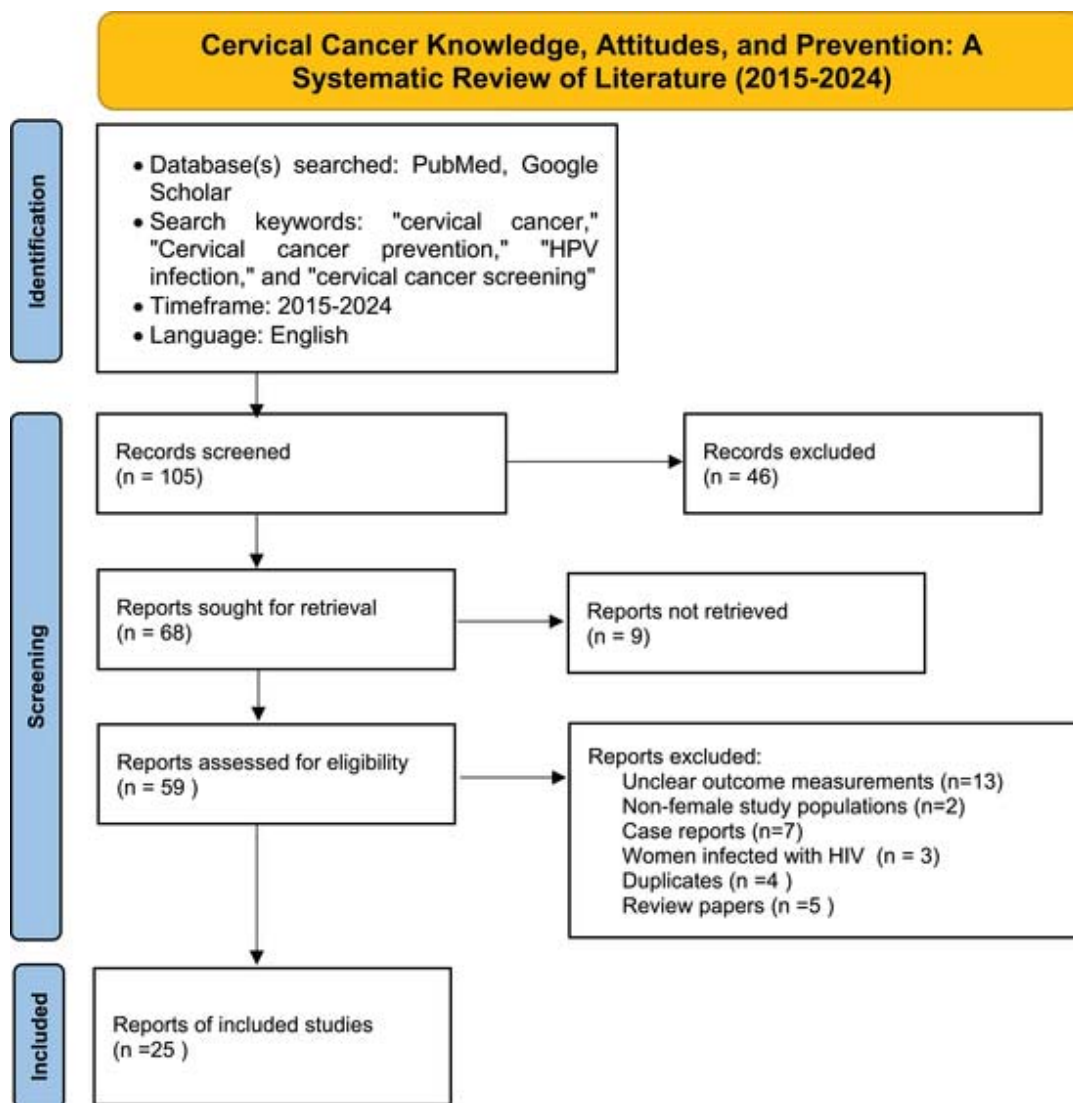 Cervical Cancer Knowledge, Attitudes, and Prevention: A
Systematic Review of Literature (2015-2024)
Identification
• Database(s) searched: PubMed, Google
Scholar
• Search keywords: "cervical cancer,"
"Cervical cancer prevention," "HPV
infection," and "cervical cancer screening"
• Timeframe: 2015-2024
• Language: English
Screening
Records screened
(n = 105)
Records excluded
(n = 46)
Reports sought for retrieval
(n = 68)
Reports not retrieved
(n = 9)
Reports assessed for eligibility
(n = 59 )
Reports excluded:
Unclear outcome measurements (n=13)
Non-female study populations (n=2)
Case reports (n=7)
Women infected with HIV (n = 3)
Duplicates (n =4 )
Review papers (n =5 )
Included
Reports of included studies
(n =25 )